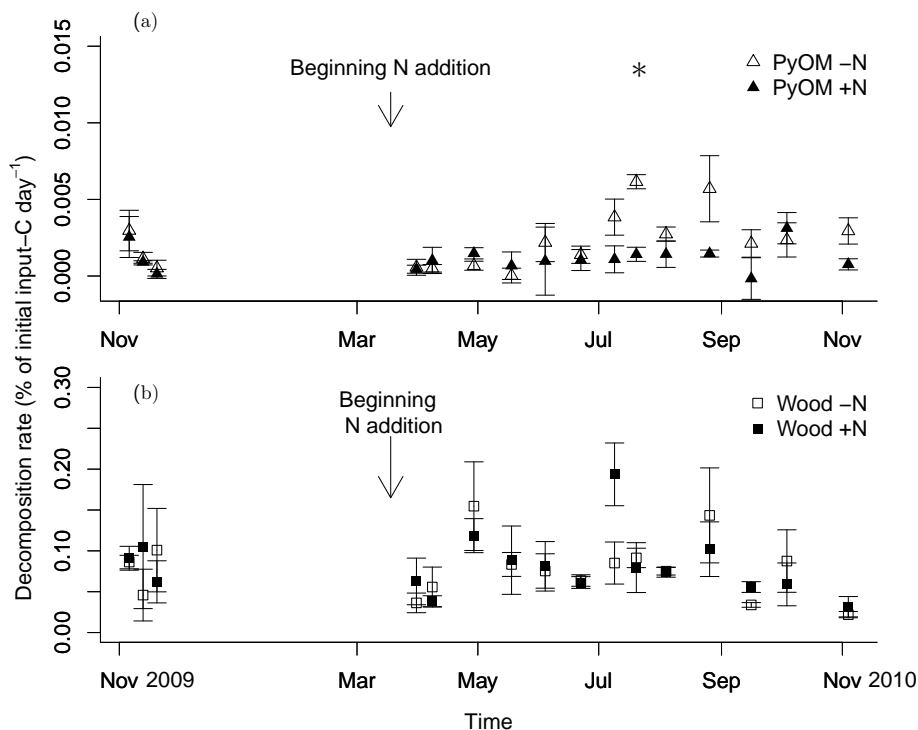 (a)
Beginning N addition
*
PyOM −N
PyOM +N
0.015
0.010
0.005
0.000
Nov Mar May Jul Sep Nov
Decomposition rate (% of initial input−C day⁻¹)
(b)
Beginning
N addition
Wood −N
Wood +N
0.30
0.20
0.10
0.00
Nov 2009 Mar May Jul Sep Nov 2010
Time